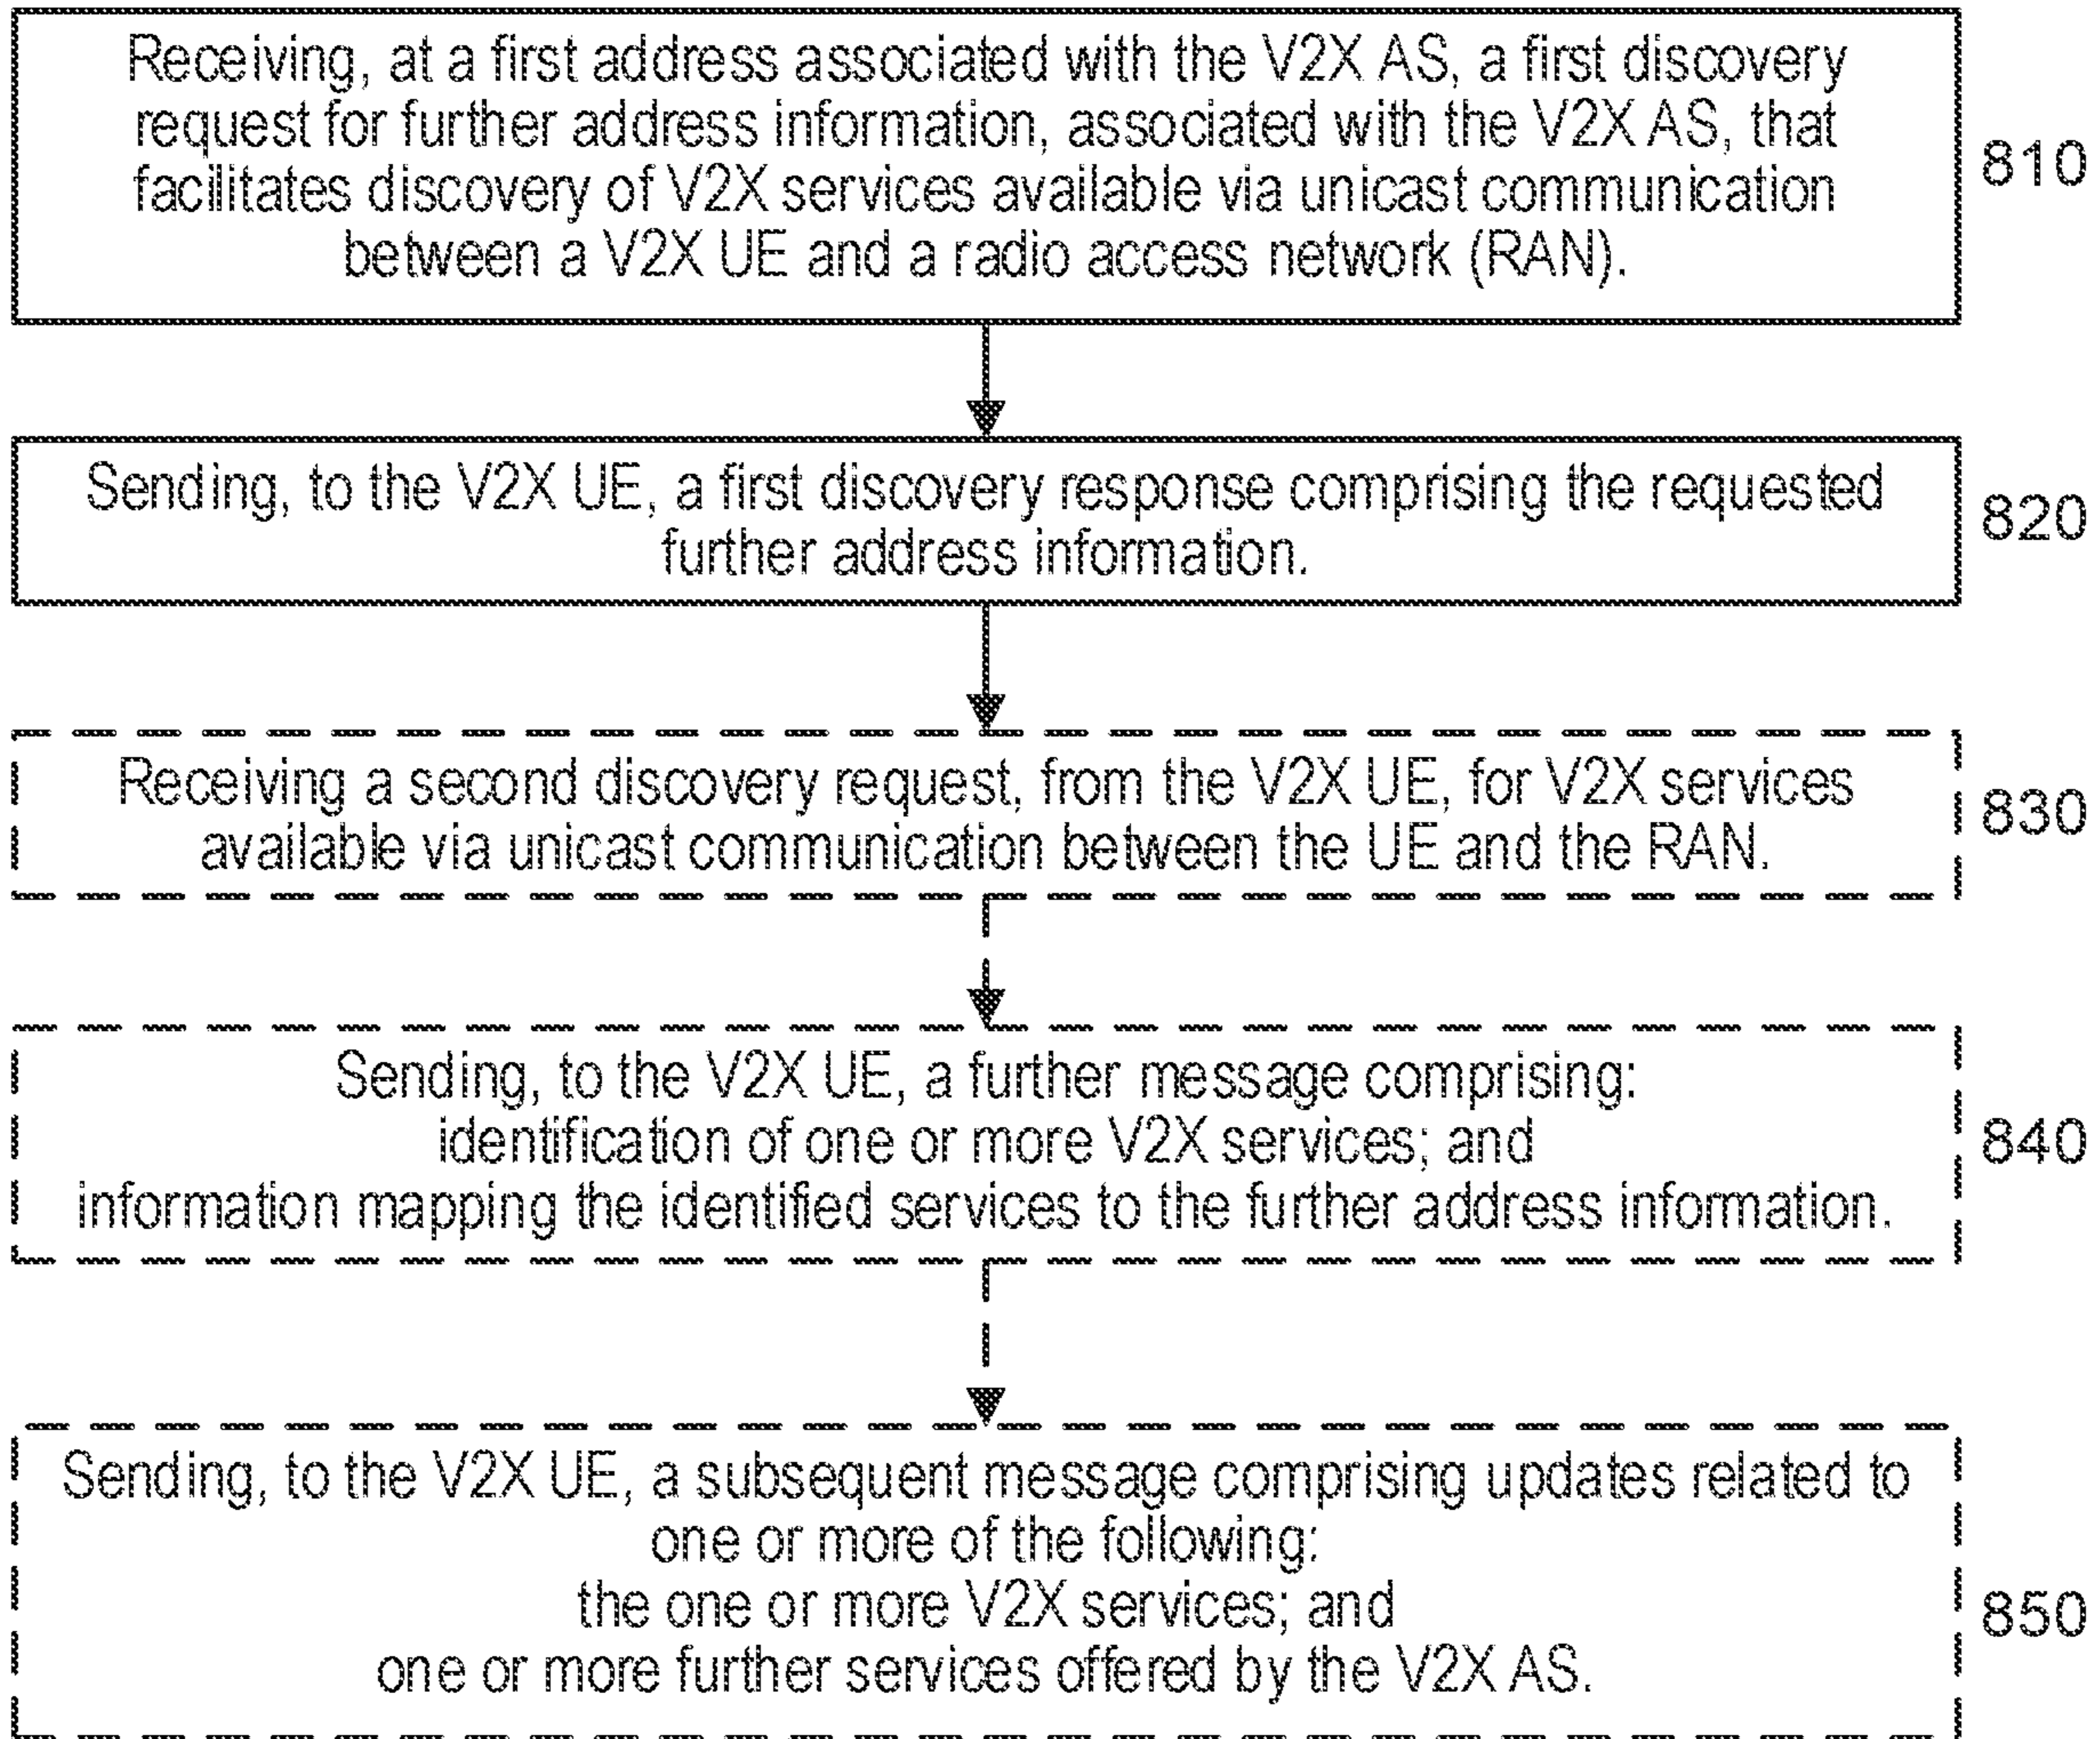 Receiving, at a first address associated with the V2X AS, a first discovery
request for further address information, associated with the V2X AS, that
facilitates discovery of V2X services available via unicast communication
between a V2X UE and a radio access network (RAN).
810
Sending, to the V2X UE, a first discovery response comprising the requested
further address information.
820
Receiving a second discovery request, from the V2X UE, for V2X services
available via unicast communication between the UE and the RAN.
830
Sending, to the V2X UE, a further message comprising:
identification of one or more V2X services; and
information mapping the identified services to the further address information.
840
Sending, to the V2X UE, a subsequent message comprising updates related to
one or more of the following:
the one or more V2X services; and
one or more further services offered by the V2X AS.
850